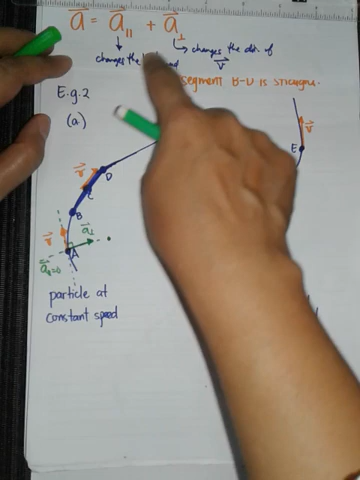 a = a∥ + a⊥
changes the changes the dir. of
v
segment B-D is straight.
E.g.2
(a)
v
D
C
B
v
a⊥
a∥=0
A
E
v
particle at
constant speed